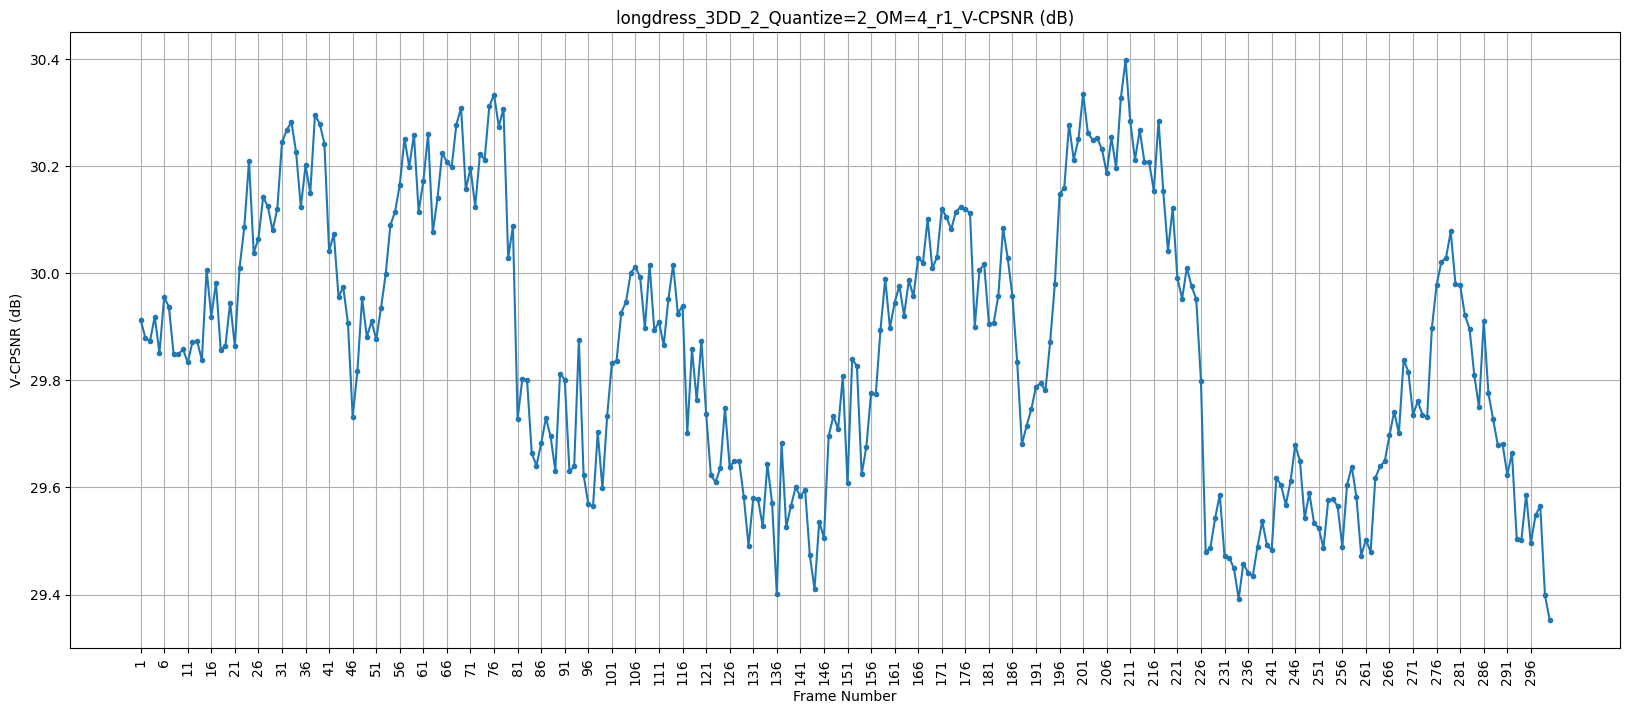 longdress_3DD_2_Quantize=2_OM=4_r1_V-CPSNR (dB)
V-CPSNR (dB)
30.4
30.2
30.0
29.8
29.6
29.4
1 6 11 16 21 26 31 36 41 46 51 56 61 66 71 76 81 86 91 96 101 106 111 116 121 126 131 136 141 146 151 156 161 166 171 176 181 186 191 196 201 206 211 216 221 226 231 236 241 246 251 256 261 266 271 276 281 286 291 296
Frame Number